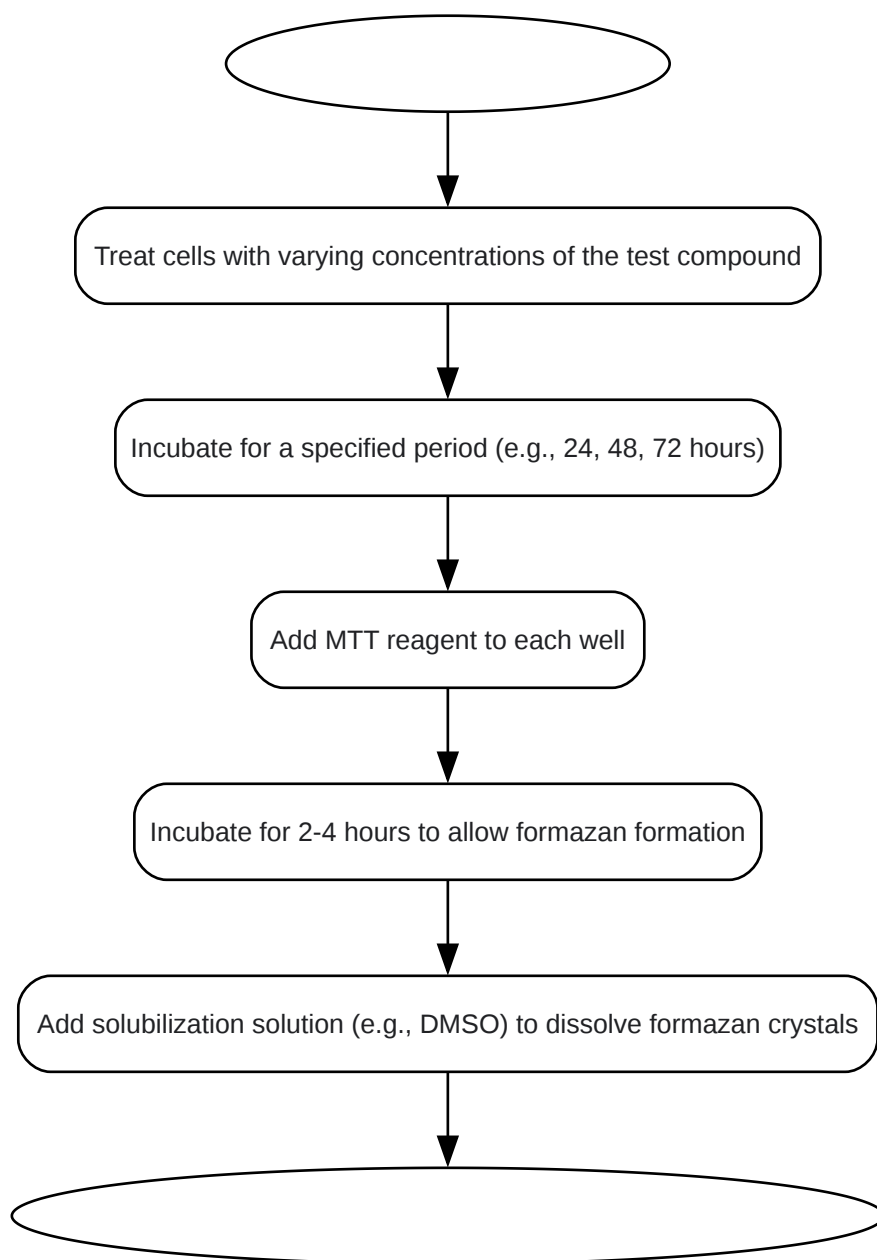 Treat cells with varying concentrations of the test compound
Incubate for a specified period (e.g., 24, 48, 72 hours)
Add MTT reagent to each well
Incubate for 2-4 hours to allow formazan formation
Add solubilization solution (e.g., DMSO) to dissolve formazan crystals